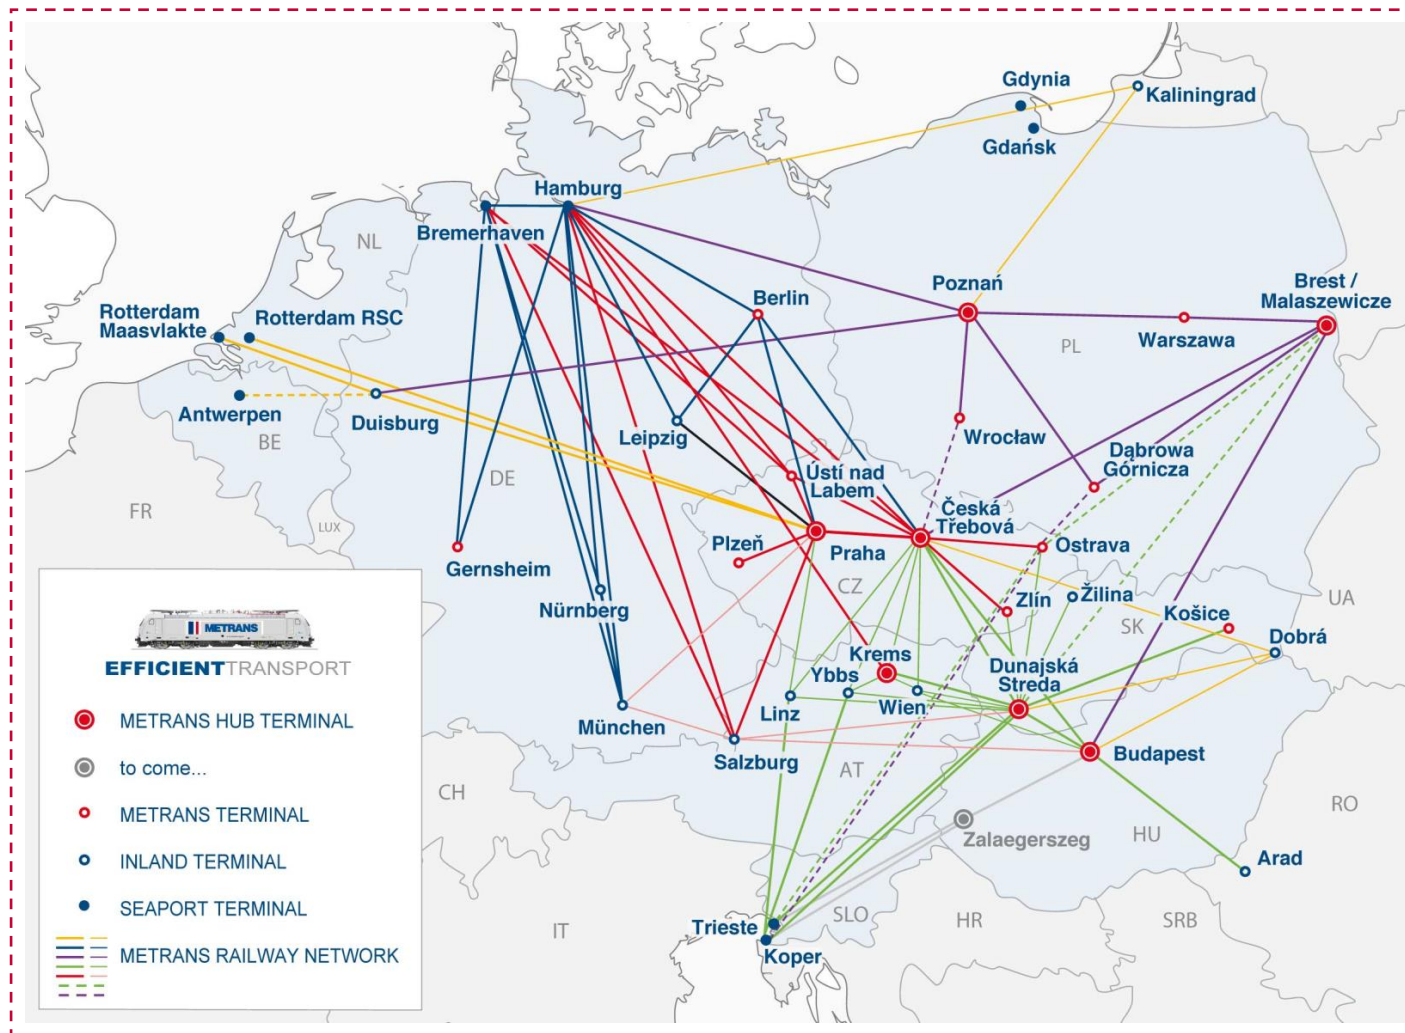 Gdynia
Kaliningrad
Gdańsk
Hamburg
Bremerhaven
NL
Poznań
Brest /
Malaszewicze
Berlin
Rotterdam
Maasvlakte
Rotterdam RSC
Warszawa
PL
Antwerpen
BE
Duisburg
Leipzig
Wrocław
Dąbrowa
Górnicza
DE
Ústí nad
Labem
FR
LUX
Česká
Třebová
Plzeň
Praha
Ostrava
Gernsheim
CZ
Nürnberg
Zlín
Žilina
Košice
UA
SK
Dobrá
Krems
Ybbs
Dunajská
Streda
Linz
Wien
München
Salzburg
Budapest
AT
CH
RO
Zalaegerszeg
HU
Arad
SLO
HR
SRB
IT
Trieste
Koper
METRANS
EFFICIENTTRANSPORT
METRANS HUB TERMINAL
to come...
METRANS TERMINAL
INLAND TERMINAL
SEAPORT TERMINAL
METRANS RAILWAY NETWORK